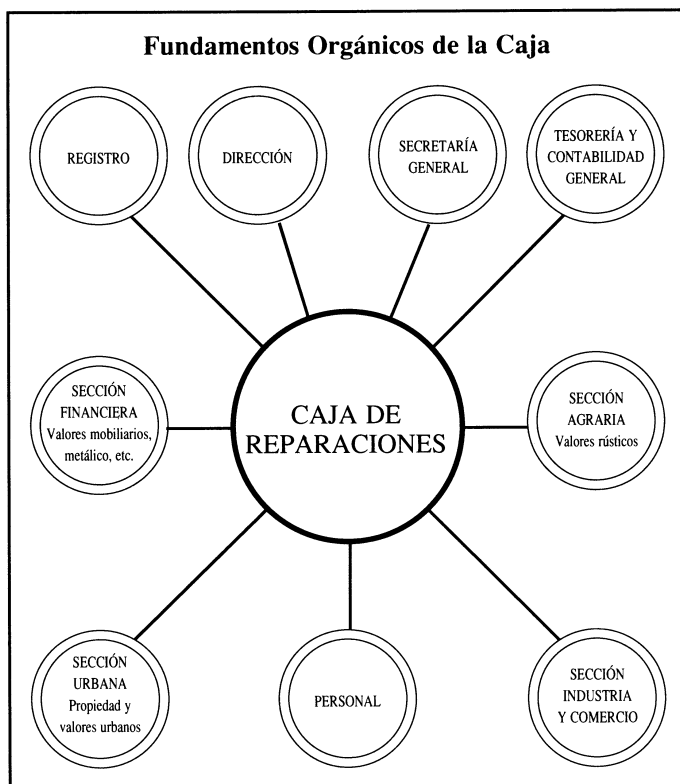 Fundamentos Orgánicos de la Caja
REGISTRO
DIRECCIÓN
SECRETARÍA
GENERAL
TESORERÍA Y
CONTABILIDAD
GENERAL
SECCIÓN
FINANCIERA
Valores mobiliarios,
metálico, etc.
CAJA DE
REPARACIONES
SECCIÓN
AGRARIA
Valores rústicos
SECCIÓN
URBANA
Propiedad y
valores urbanos
PERSONAL
SECCIÓN
INDUSTRIA
Y COMERCIO